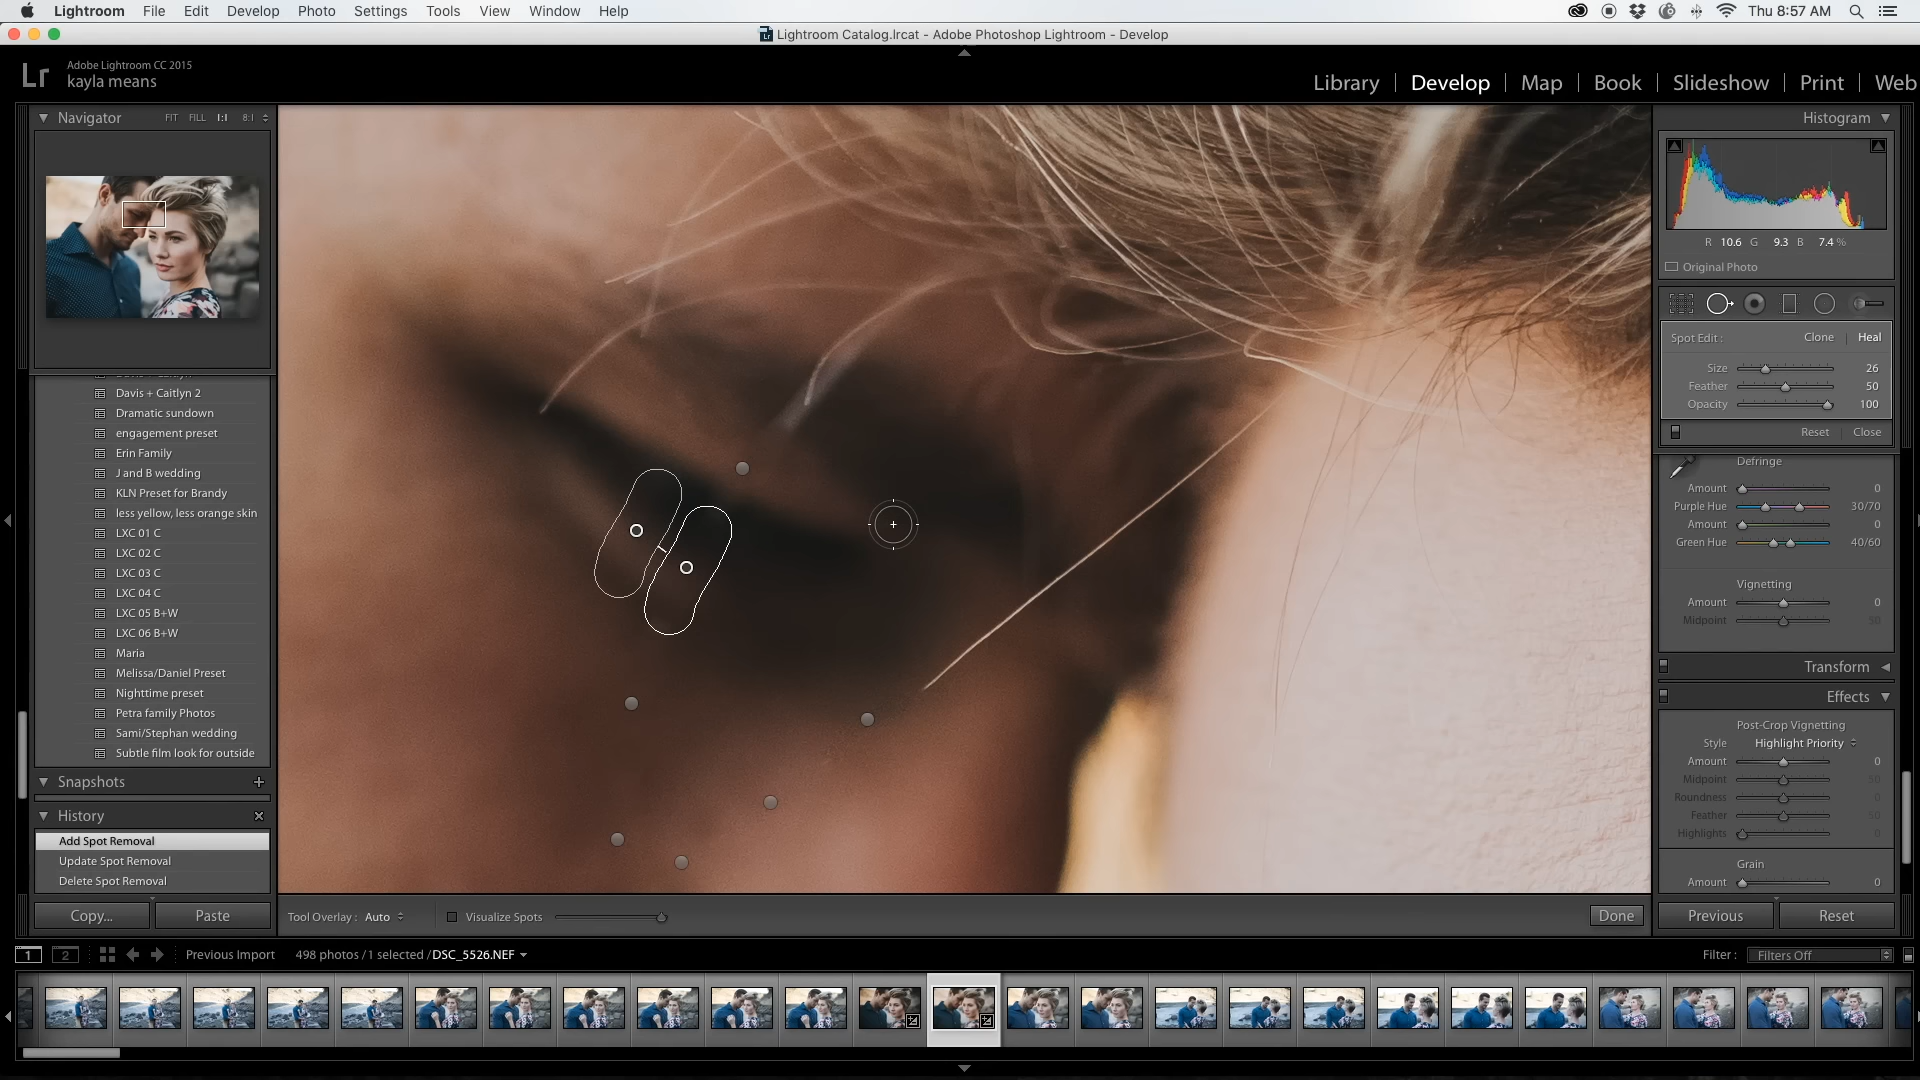 Lightroom File Edit Develop Photo Settings Tools View Window Help Thu 8:57 AM
Lightroom Catalog.lrcat - Adobe Photoshop Lightroom - Develop
Lr Adobe Lightroom CC 2015
kayla means
Library | Develop | Map | Book | Slideshow | Print | Web
Navigator FIT FILL 1:1 8:1
Davis + Caitlyn 2
Dramatic sundown
engagement preset
Erin Family
J and B wedding
KLN Preset for Brandy
less yellow, less orange skin
LXC 01 C
LXC 02 C
LXC 03 C
LXC 04 C
LXC 05 B+W
LXC 06 B+W
Maria
Melissa/Daniel Preset
Nighttime preset
Petra family Photos
Sami/Stephan wedding
Subtle film look for outside
Snapshots +
History
Add Spot Removal
Update Spot Removal
Delete Spot Removal
Copy... Paste
Tool Overlay : Auto Visualize Spots Done
Histogram
R 10.6 G 9.3 B 7.4 %
Original Photo
Spot Edit : Clone | Heal
Size 26
Feather 50
Opacity 100
Reset | Close
Defringe
Amount 0
Purple Hue 30/70
Amount 0
Green Hue 40/60
Vignetting
Amount 0
Midpoint 50
Transform
Effects
Post-Crop Vignetting
Style Highlight Priority
Amount 0
Midpoint 50
Roundness 0
Feather 50
Highlights 0
Grain
Amount 0
Previous Reset
1 2 Previous Import 498 photos / 1 selected / DSC_5526.NEF Filter : Filters Off